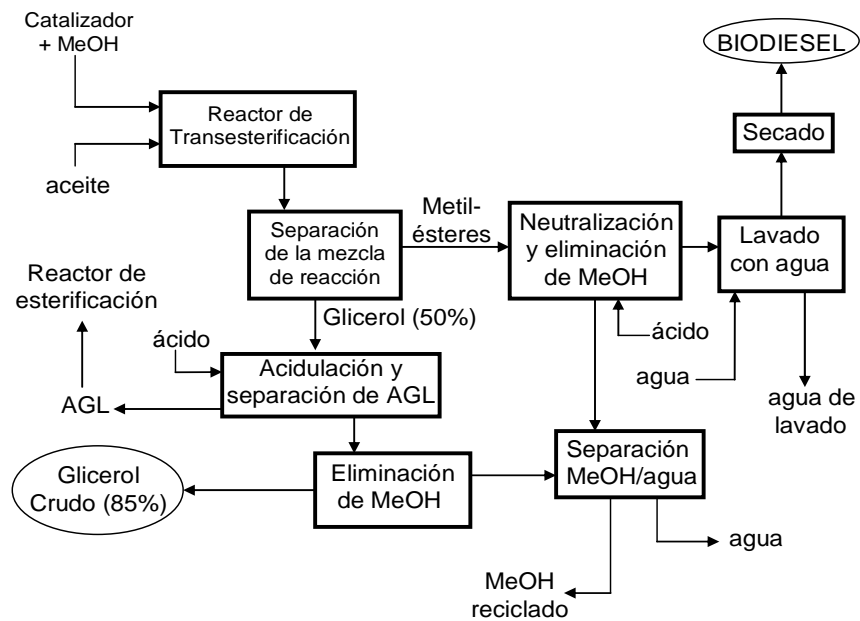 Catalizador
+ MeOH
BIODIESEL
Reactor de
Transesterificación
Secado
aceite
Separación
de la mezcla
de reacción
Metil-
ésteres
Neutralización
y eliminación
de MeOH
Lavado
con agua
Reactor de
esterificación
Glicerol (50%)
ácido
ácido
agua
Acidulación y
separación de AGL
AGL
agua de
lavado
Glicerol
Crudo (85%)
Eliminación
de MeOH
Separación
MeOH/agua
agua
MeOH
reciclado